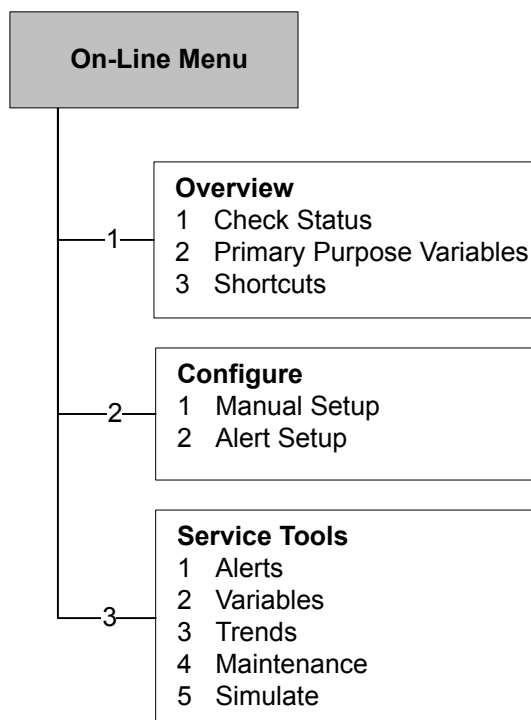 On-Line Menu
1
Overview
1 Check Status
2 Primary Purpose Variables
3 Shortcuts
2
Configure
1 Manual Setup
2 Alert Setup
3
Service Tools
1 Alerts
2 Variables
3 Trends
4 Maintenance
5 Simulate